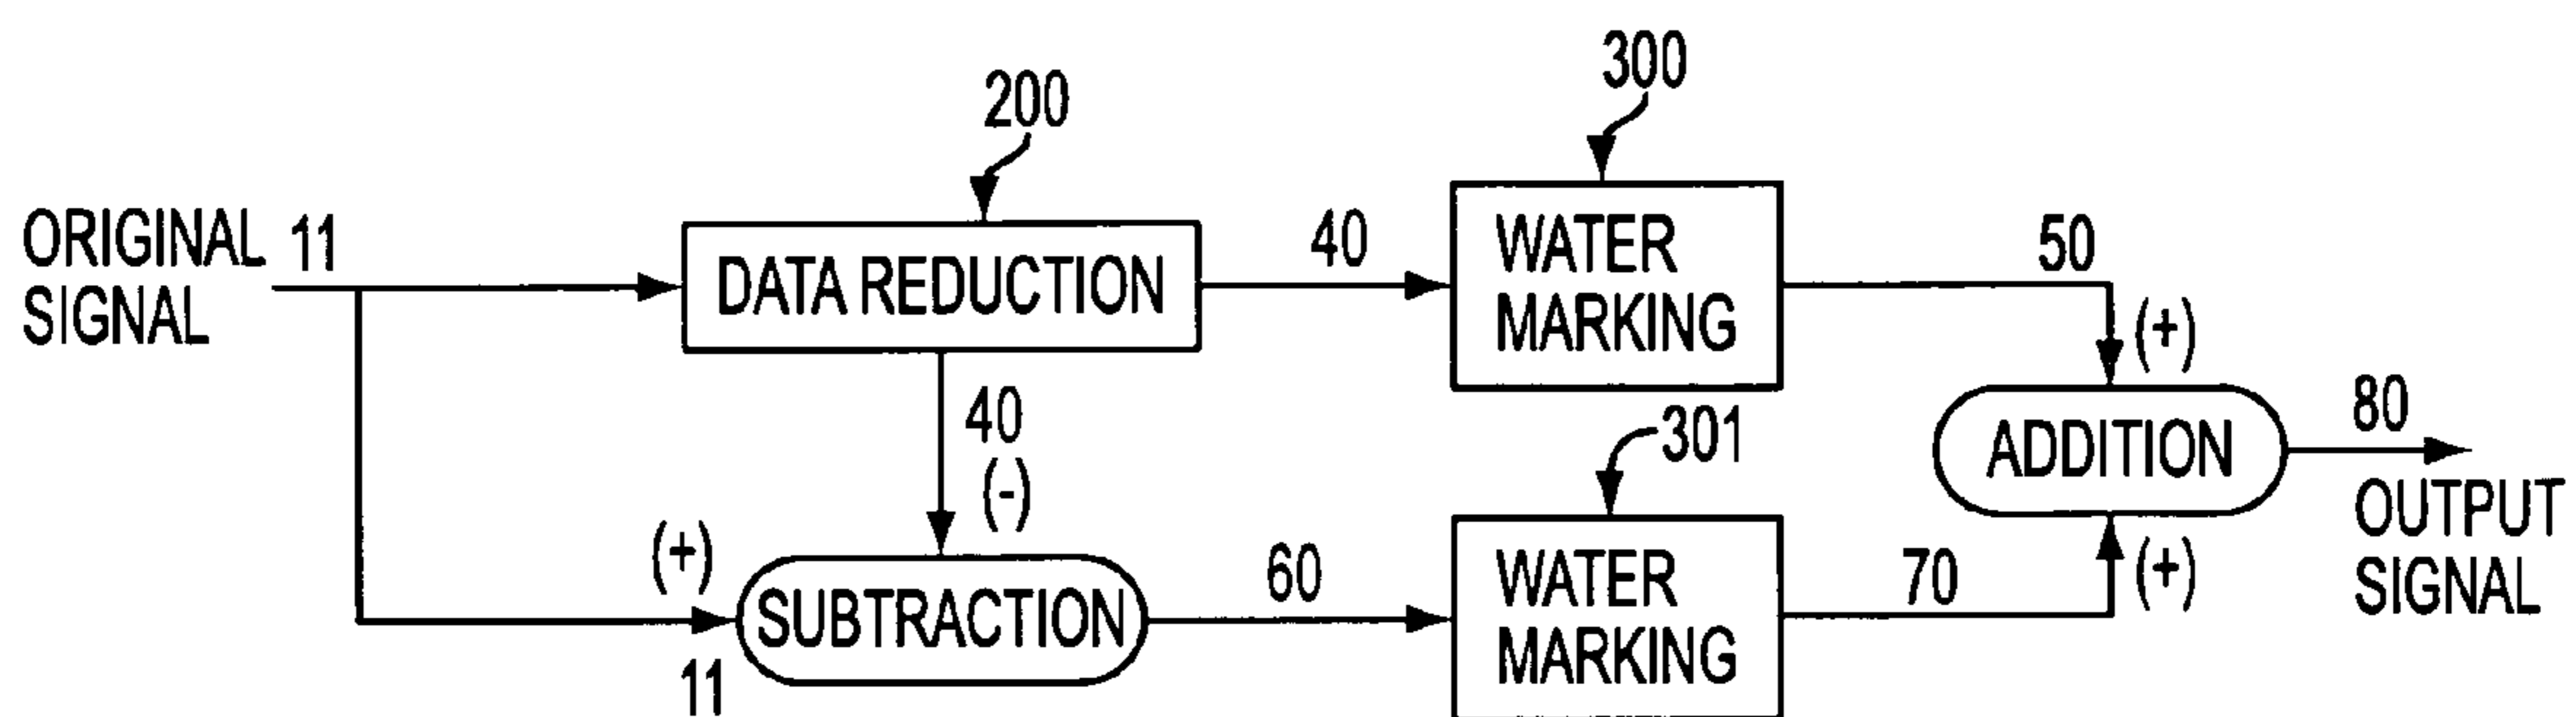 300
200
ORIGINAL
SIGNAL
11
DATA REDUCTION
40
WATER
MARKING
50
(+)
40
(-)
301
ADDITION
80
OUTPUT
SIGNAL
(+)
11
SUBTRACTION
60
WATER
MARKING
70
(+)